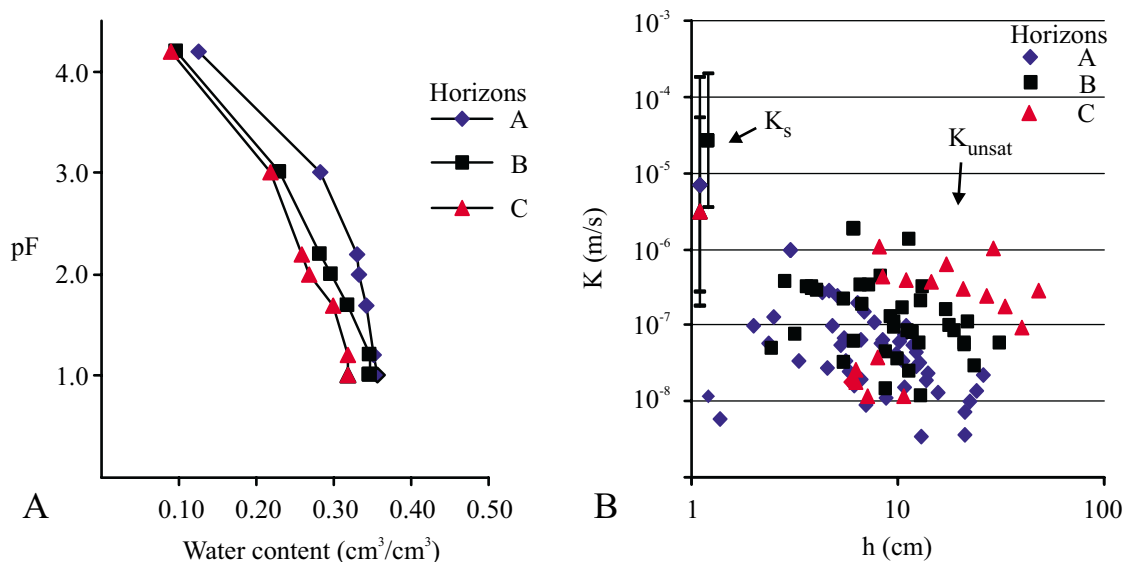 pF
4.0
3.0
2.0
1.0
Horizons
A
B
C
A
0.10 0.20 0.30 0.40 0.50
Water content (cm³/cm³)
K (m/s)
10⁻³
10⁻⁴
10⁻⁵
10⁻⁶
10⁻⁷
10⁻⁸
Horizons
A
B
C
Kₛ
K_unsat
B
1 10 100
h (cm)